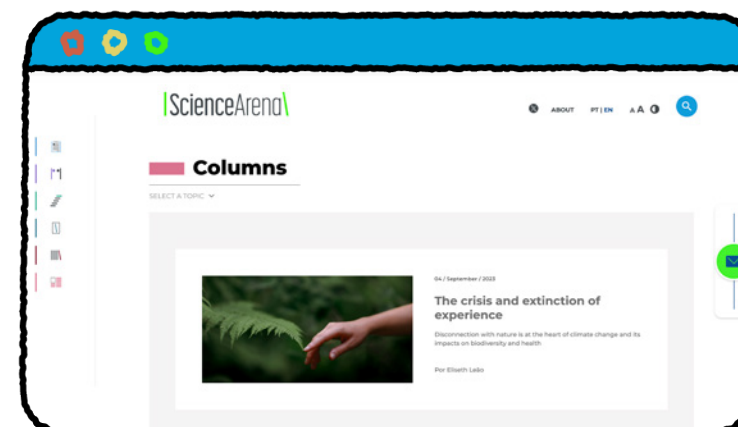 |ScienceArena\
ABOUT PT | EN A A
Columns
SELECT A TOPIC
04 / September / 2023
The crisis and extinction of
experience
Disconnection with nature is at the heart of climate change and its
impacts on biodiversity and health
Por Eliseth Leão